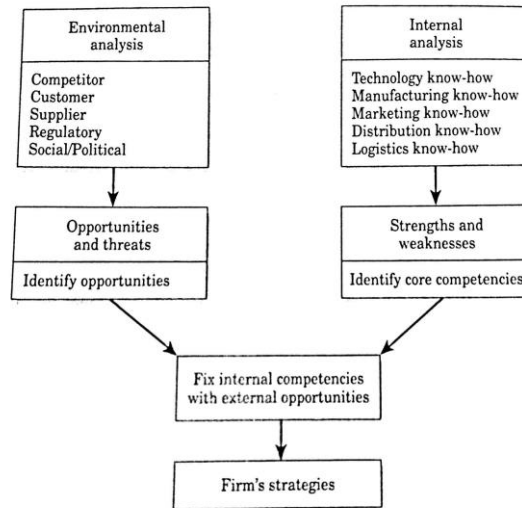 Environmental
analysis
Competitor
Customer
Supplier
Regulatory
Social/Political
Internal
analysis
Technology know-how
Manufacturing know-how
Marketing know-how
Distribution know-how
Logistics know-how
Opportunities
and threats
Identify opportunities
Strengths and
weaknesses
Identify core competencies
Fix internal competencies
with external opportunities
Firm's strategies